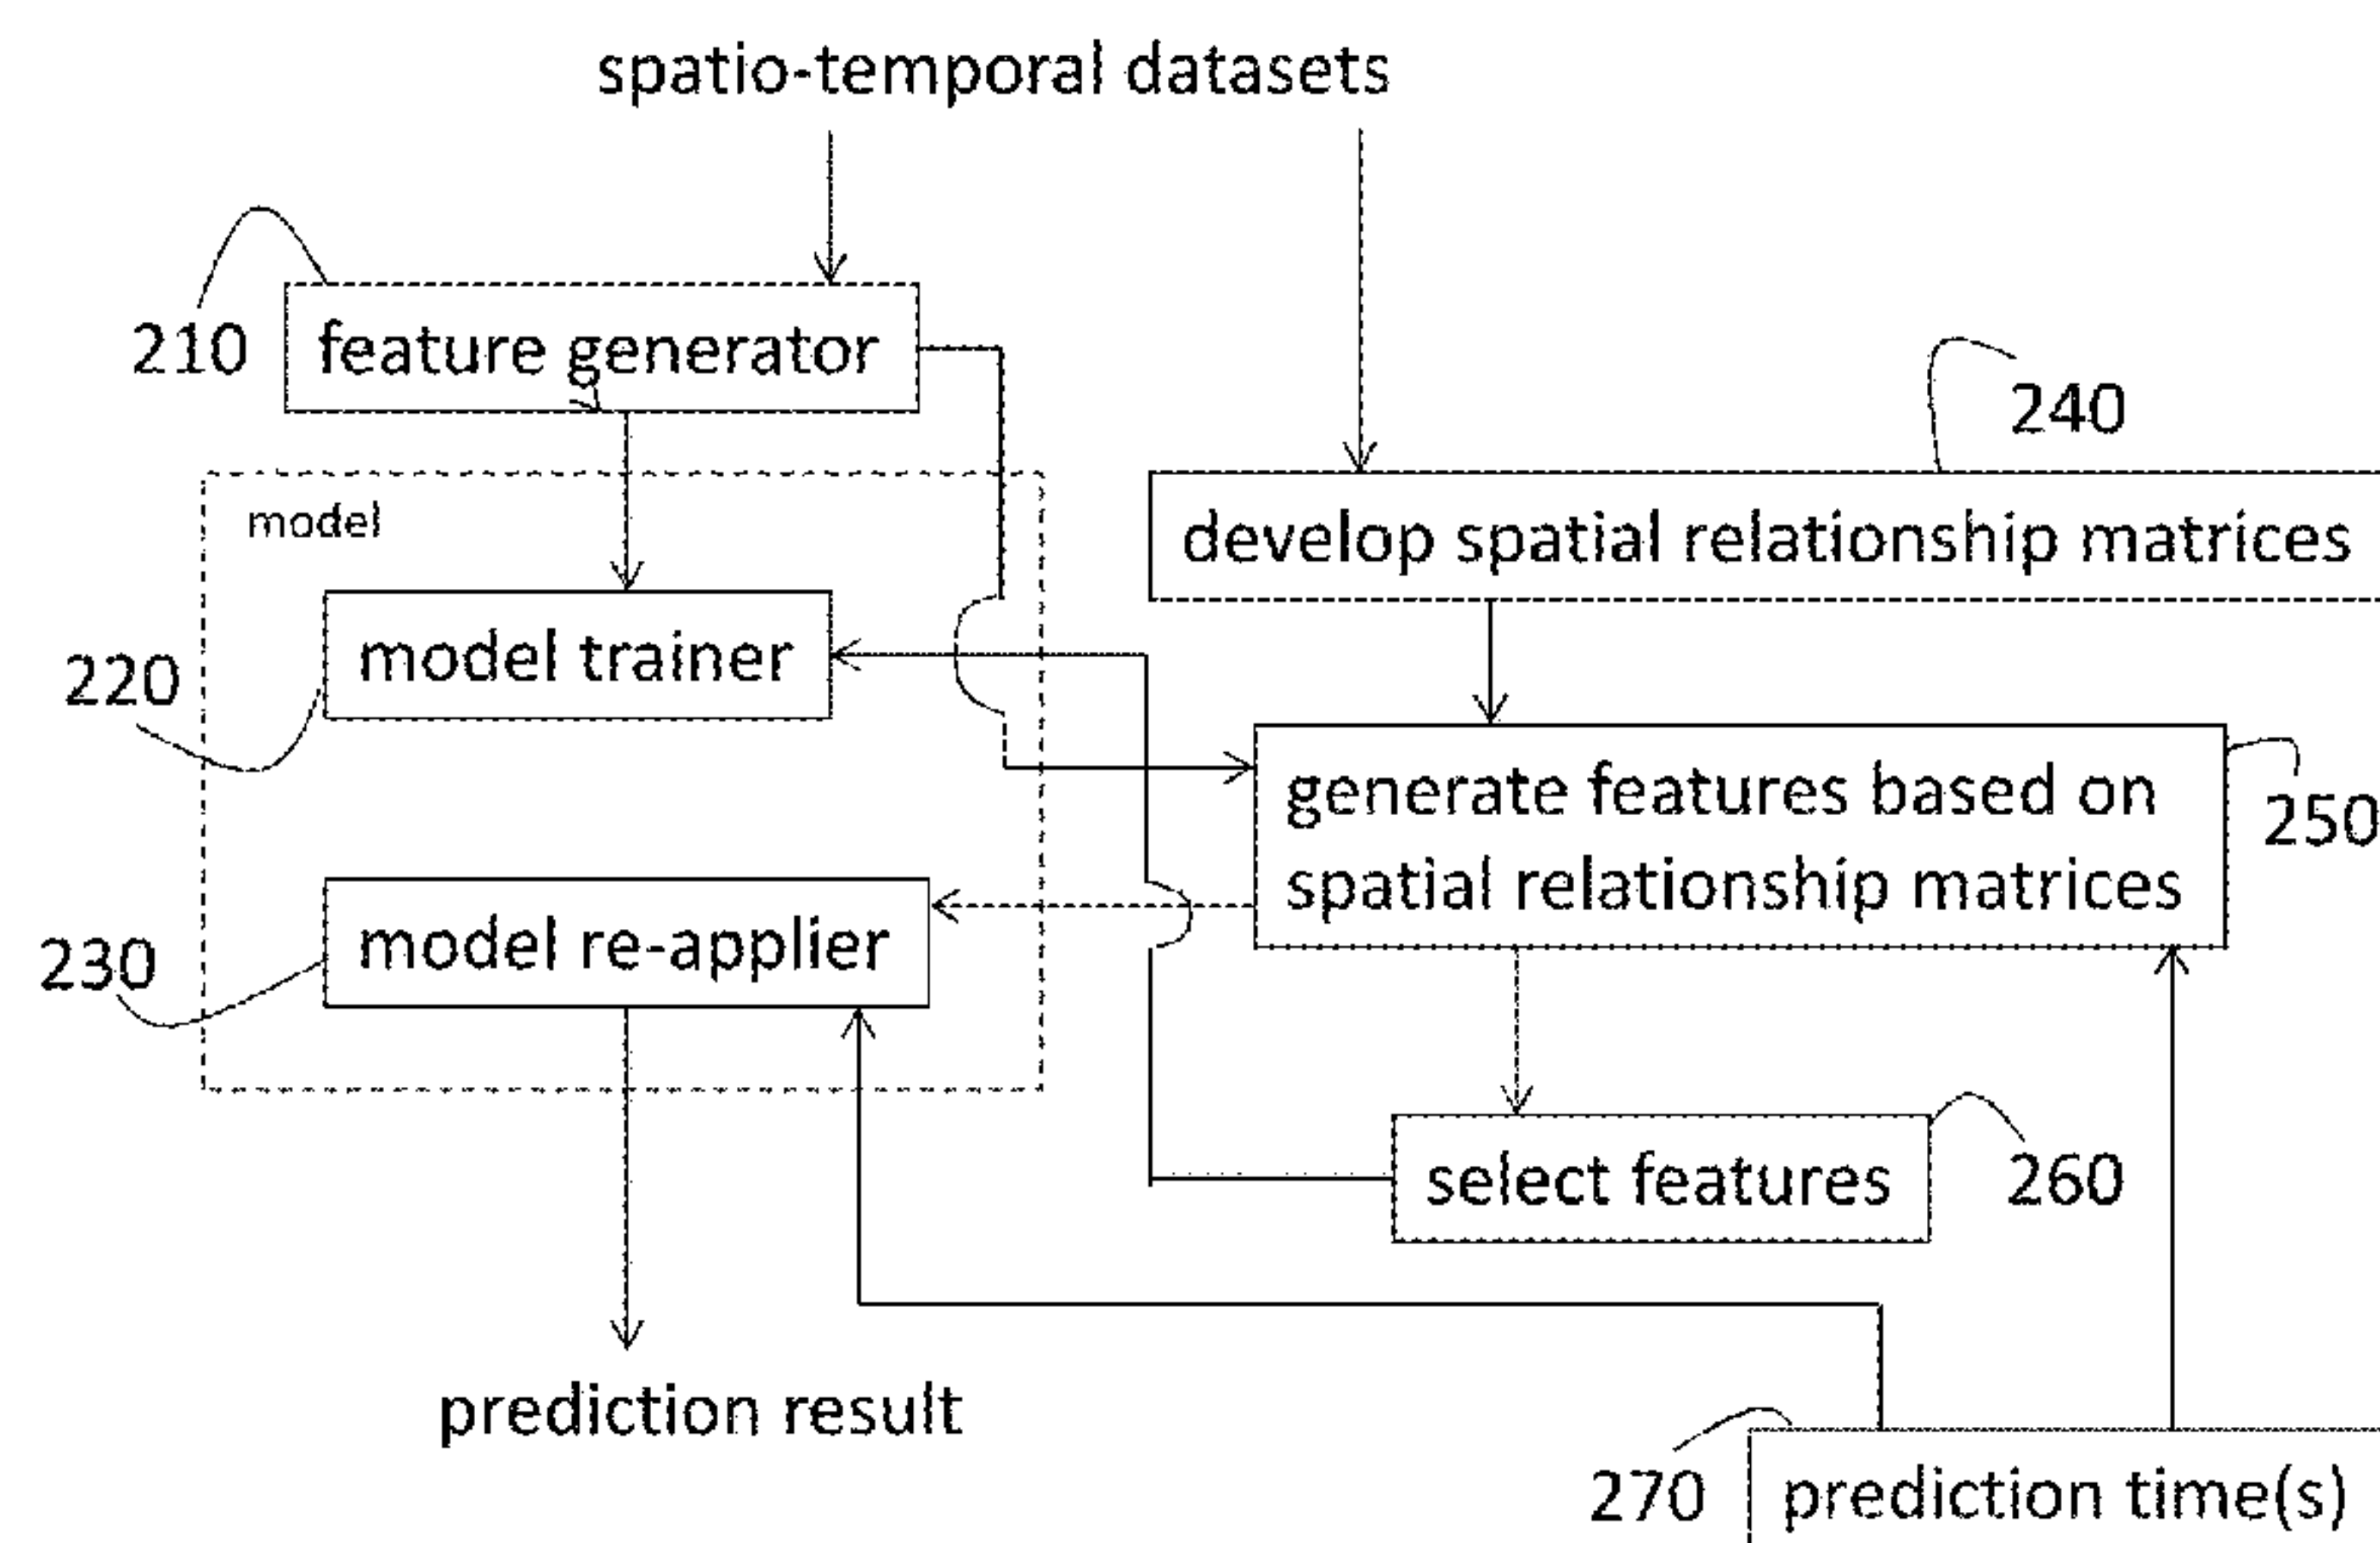 spatio-temporal datasets
210
feature generator
240
model
develop spatial relationship matrices
220
model trainer
generate features based on
spatial relationship matrices
250
230
model re-applier
select features
260
prediction result
270
prediction time(s)